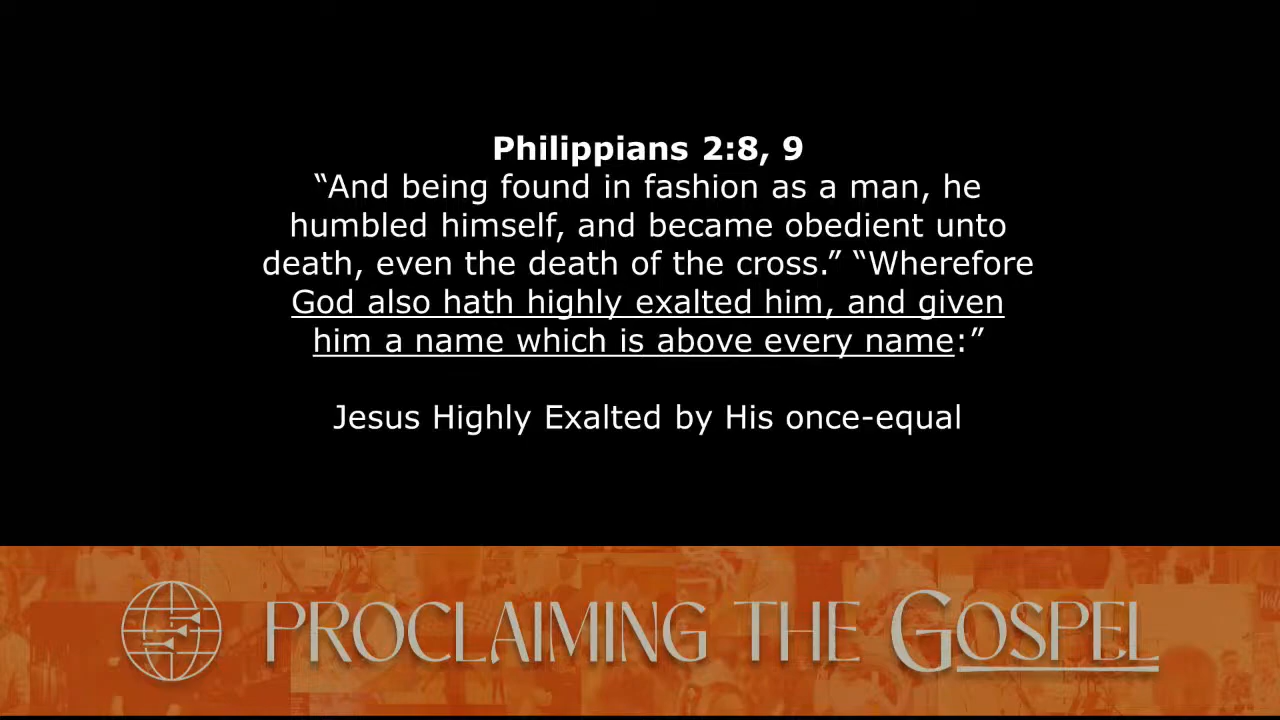 Philippians 2:8, 9
“And being found in fashion as a man, he
humbled himself, and became obedient unto
death, even the death of the cross.” “Wherefore
God also hath highly exalted him, and given
him a name which is above every name:”
Jesus Highly Exalted by His once-equal
PROCLAIMING THE GOSPEL